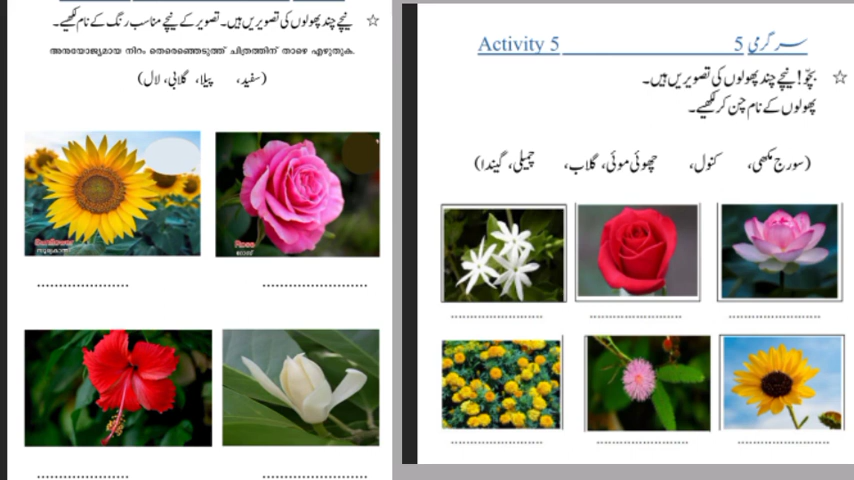 نیچے چند پھولوں کی تصویریں ہیں۔ تصویر کے نیچے مناسب رنگ کے نام لکھیے۔ ☆
അനുയോജ്യമായ നിറം തെരെഞ്ഞെടുത്ത് ചിത്രത്തിന് താഴെ എഴുതുക.
(سفید، پیلا، گلابی، لال)
Sunflower
സൂര്യകാന്തി
Rose
റോസ്
Activity 5 سرگرمی 5
☆ بچّو! نیچے چند پھولوں کی تصویریں ہیں۔
پھولوں کے نام چن کر لکھیے۔
(سورج مکھی، کنول، چھوئی موئی، گلاب، چمیلی، گیندا)